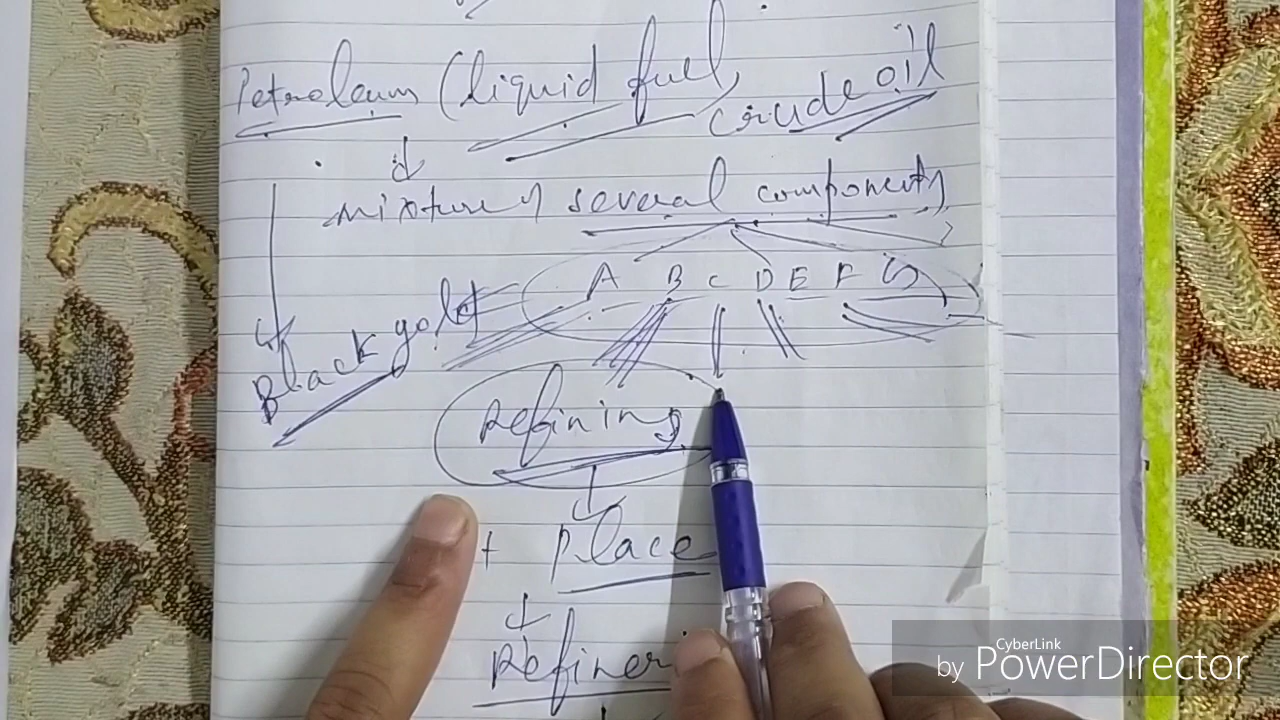 Petroleum (liquid fuel,
crude oil
mixture of several components
A B C D E F G
Black gold
Refining
+ Place
Refiner
CyberLink
by PowerDirector